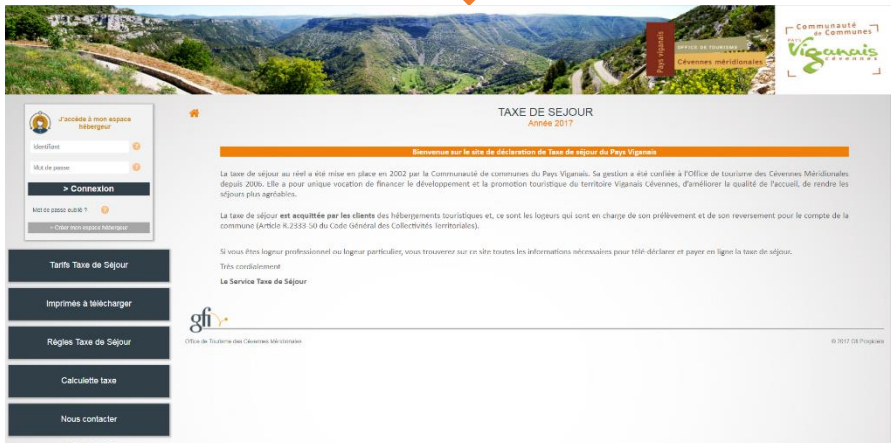 Pays viganais
OFFICE DE TOURISME
Cévennes méridionales
Communauté
de Communes
PAYS
Viganais
CÉVENNES
J'accède à mon espace
hébergeur
Identifiant
Mot de passe
> Connexion
Mot de passe oublié ?
> Créer mon espace hébergeur
Tarifs Taxe de Séjour
Imprimés à télécharger
Règles Taxe de Séjour
Calculette taxe
Nous contacter
TAXE DE SEJOUR
Année 2017
Bienvenue sur le site de déclaration de Taxe de séjour du Pays Viganais
La taxe de séjour au réel a été mise en place en 2002 par la Communauté de communes du Pays Viganais. Sa gestion a été confiée à l'Office de tourisme des Cévennes Méridionales
depuis 2006. Elle a pour unique vocation de financer le développement et la promotion touristique du territoire Viganais Cévennes, d'améliorer la qualité de l'accueil, de rendre les
séjours plus agréables.
La taxe de séjour est acquittée par les clients des hébergements touristiques et, ce sont les logeurs qui sont en charge de son prélèvement et de son reversement pour le compte de la
commune (Article R.2333-50 du Code Général des Collectivités Territoriales).
Si vous êtes logeur professionnel ou logeur particulier, vous trouverez sur ce site toutes les informations nécessaires pour télé-déclarer et payer en ligne la taxe de séjour.
Très cordialement
Le Service Taxe de Séjour
gfi
Office de Tourisme des Cévennes Méridionales
© 2017 Gfi Progiciels